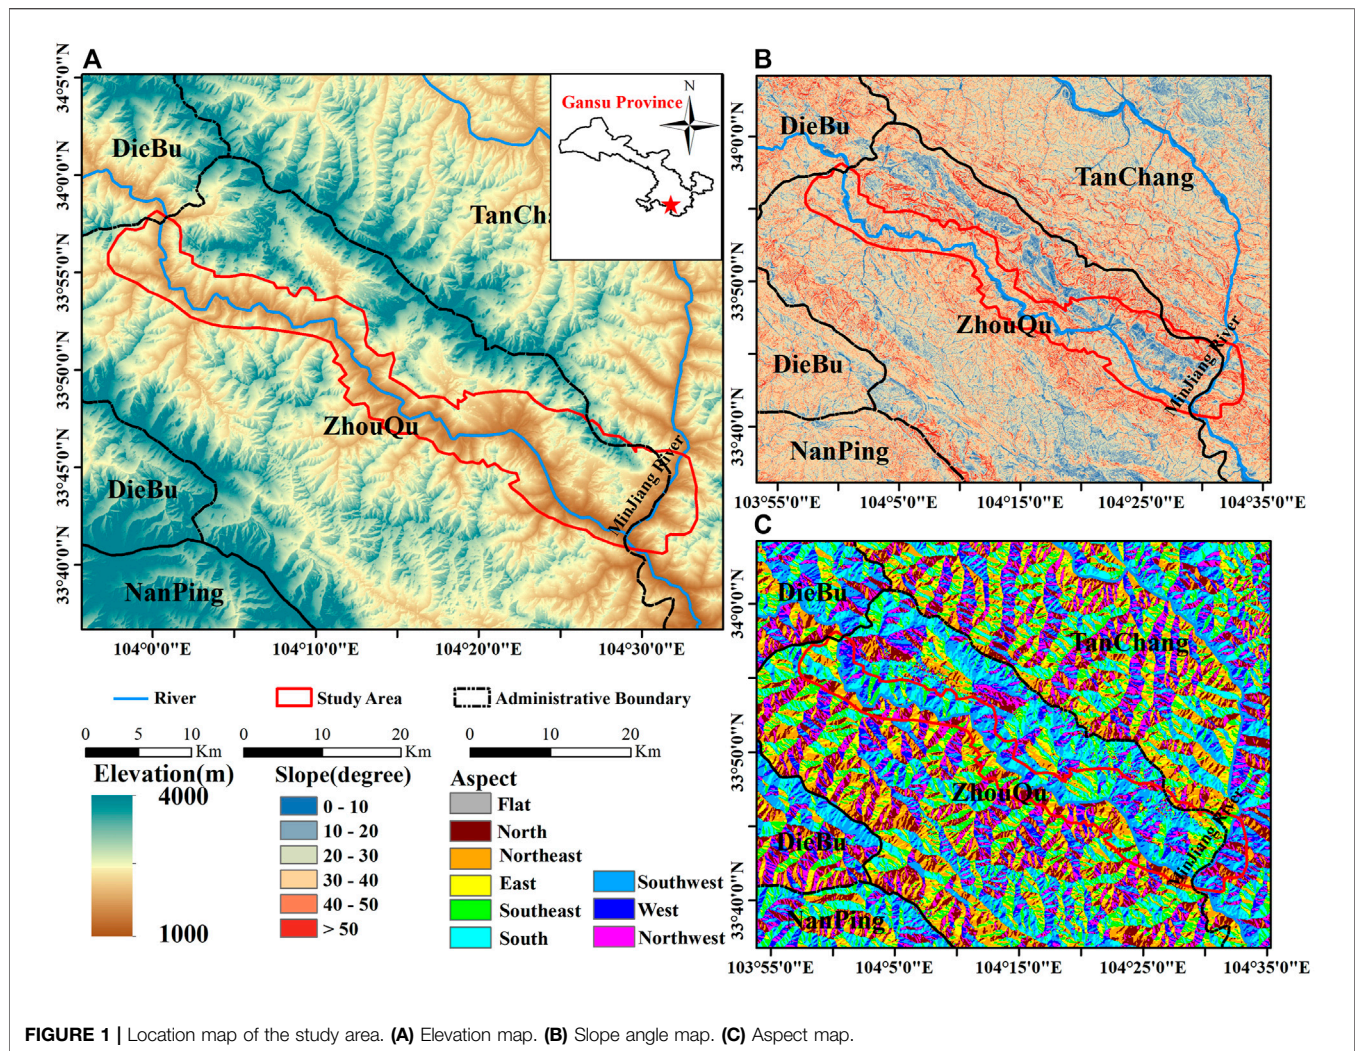 A
34°5'0"N
34°0'0"N
33°55'0"N
33°50'0"N
33°45'0"N
33°40'0"N
DieBu
TanCha
ZhouQu
DieBu
NanPing
MinJiang River
Gansu Province
N
104°0'0"E
104°10'0"E
104°20'0"E
104°30'0"E
B
34°0'0"N
33°50'0"N
33°40'0"N
DieBu
TanChang
ZhouQu
DieBu
NanPing
MinJiang River
103°55'0"E
104°5'0"E
104°15'0"E
104°25'0"E
104°35'0"E
C
34°0'0"N
33°50'0"N
33°40'0"N
DieBu
TanChang
ZhouQu
DieBu
NanPing
MinJiang River
103°55'0"E
104°5'0"E
104°15'0"E
104°25'0"E
104°35'0"E
River
Study Area
Administrative Boundary
0 5 10
Km
0 10 20
Km
0 10 20
Km
Elevation(m)
4000
1000
Slope(degree)
0 - 10
10 - 20
20 - 30
30 - 40
40 - 50
> 50
Aspect
Flat
North
Northeast
East
Southeast
South
Southwest
West
Northwest
FIGURE 1 | Location map of the study area. (A) Elevation map. (B) Slope angle map. (C) Aspect map.